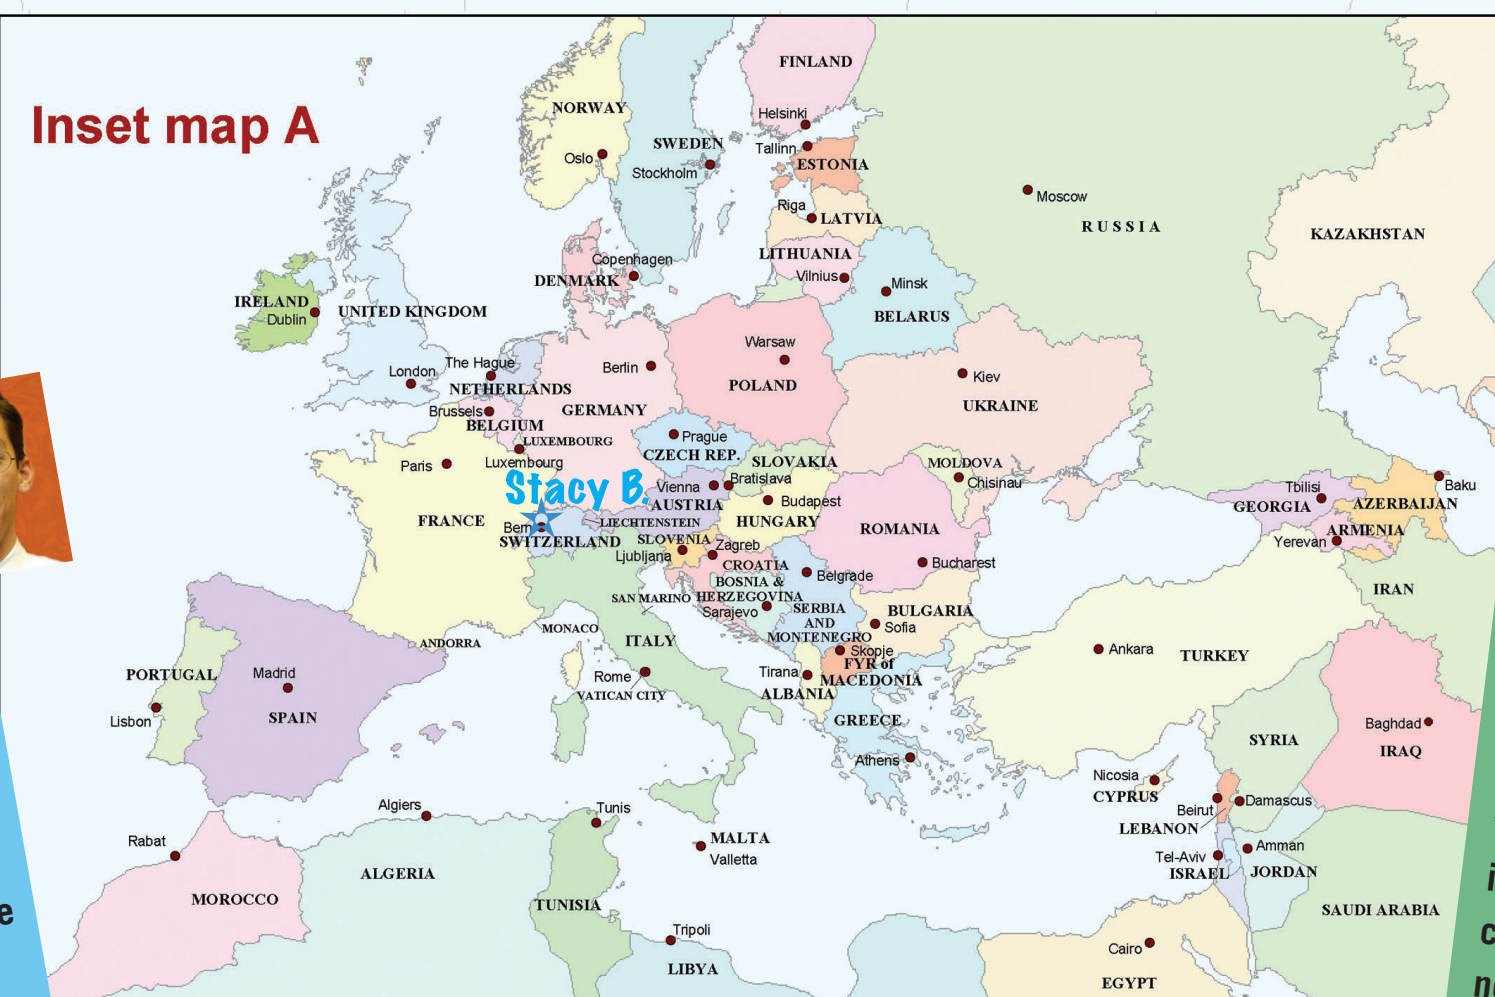 Inset map A
FINLAND
NORWAY
Helsinki
SWEDEN
Tallinn
Oslo
ESTONIA
Stockholm
Moscow
Riga
LATVIA
RUSSIA
KAZAKHSTAN
LITHUANIA
Copenhagen
Vilnius
DENMARK
Minsk
IRELAND
UNITED KINGDOM
BELARUS
Dublin
Warsaw
The Hague
Berlin
London
Kiev
NETHERLANDS
POLAND
UKRAINE
Brussels
GERMANY
BELGIUM
Prague
LUXEMBOURG
CZECH REP.
Paris
Luxembourg
SLOVAKIA
MOLDOVA
Stacy B.
Bratislava
Chisinau
Vienna
Tbilisi
Baku
AUSTRIA
Budapest
GEORGIA
AZERBAIJAN
FRANCE
LIECHTENSTEIN
HUNGARY
Bern
ROMANIA
ARMENIA
SWITZERLAND
SLOVENIA
Yerevan
Ljubljana
Zagreb
CROATIA
Bucharest
Belgrade
BOSNIA &
HERZEGOVINA
IRAN
SAN MARINO
Sarajevo
SERBIA
AND
MONTENEGRO
BULGARIA
Sofia
MONACO
ITALY
ANDORRA
Skopje
Ankara
TURKEY
FYR of
MACEDONIA
PORTUGAL
Madrid
Rome
Tirana
VATICAN CITY
ALBANIA
Lisbon
SPAIN
GREECE
Baghdad
SYRIA
IRAQ
Athens
Nicosia
CYPRUS
Algiers
Tunis
Beirut
Damascus
LEBANON
Rabat
MALTA
Valletta
Tel-Aviv
Amman
ALGERIA
ISRAEL
JORDAN
MOROCCO
TUNISIA
SAUDI ARABIA
e
Tripoli
Cairo
LIBYA
EGYPT